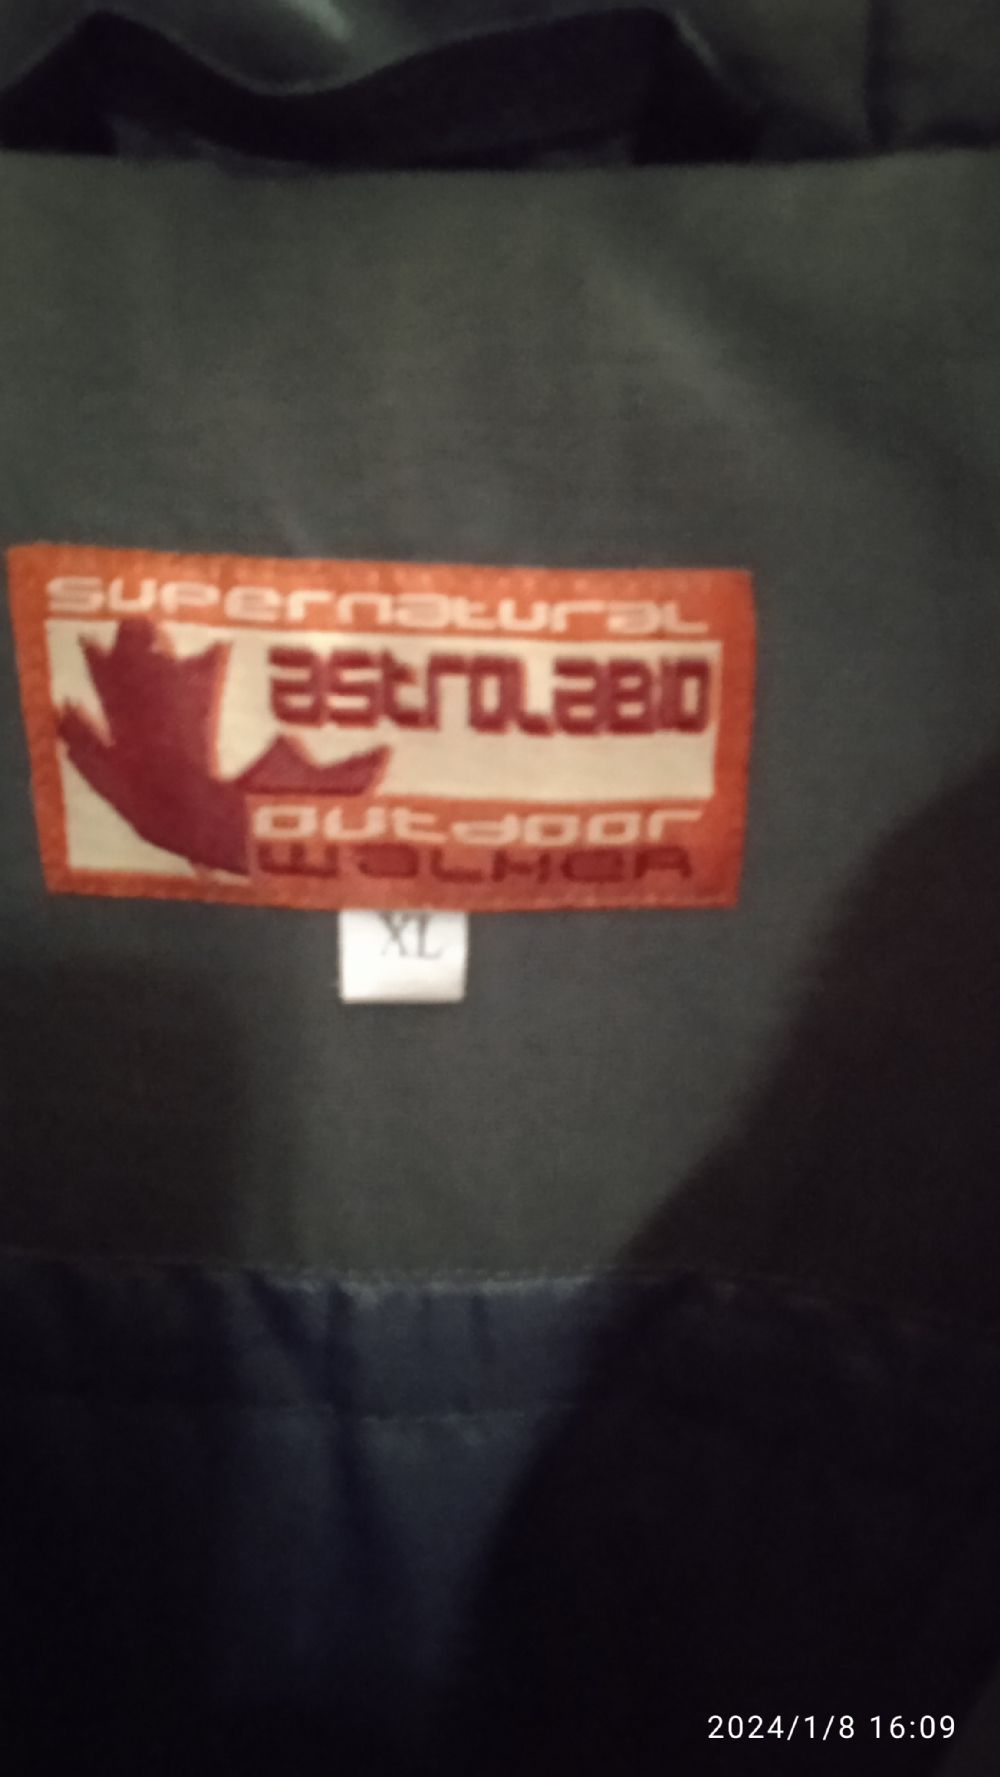 supernatural
astrolabio
outdoor
walker
XL
2024/1/8 16:09